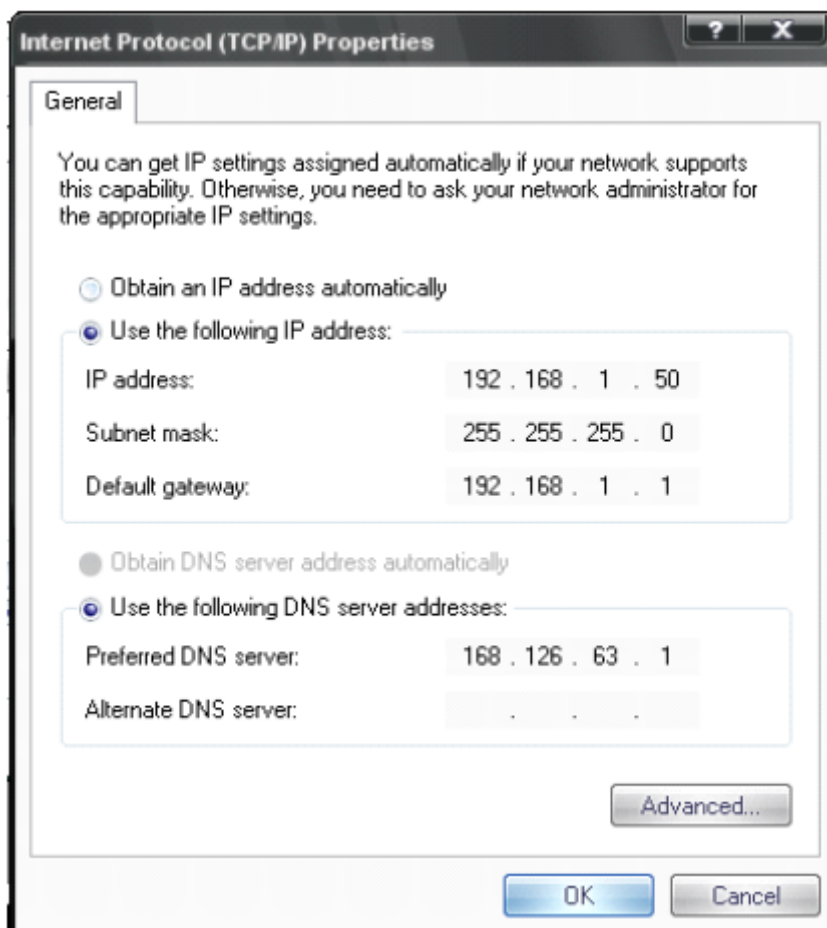 Internet Protocol (TCP/IP) Properties
General
You can get IP settings assigned automatically if your network supports
this capability. Otherwise, you need to ask your network administrator for
the appropriate IP settings.
Obtain an IP address automatically
Use the following IP address:
IP address: 192 . 168 . 1 . 50
Subnet mask: 255 . 255 . 255 . 0
Default gateway: 192 . 168 . 1 . 1
Obtain DNS server address automatically
Use the following DNS server addresses:
Preferred DNS server: 168 . 126 . 63 . 1
Alternate DNS server: . . .
Advanced...
OK Cancel